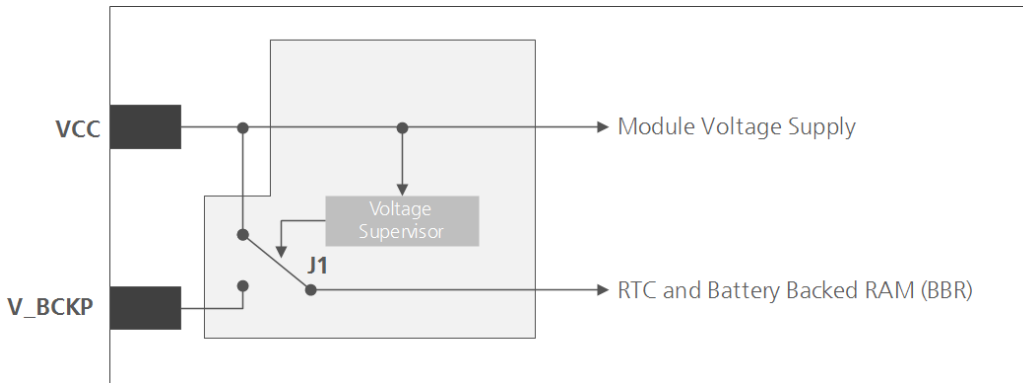 VCC
Module Voltage Supply
Voltage
Supervisor
J1
V_BCKP
RTC and Battery Backed RAM (BBR)